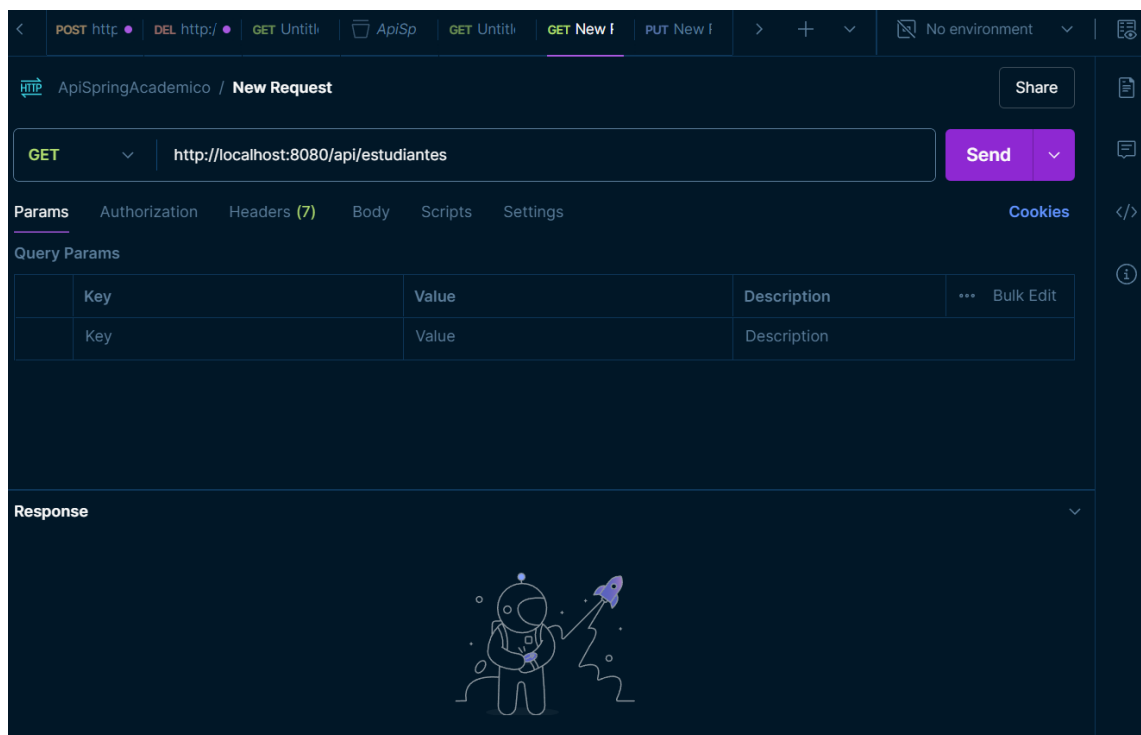 POST http DEL http:/ GET Untitl ApiSp GET Untitl GET New F PUT New F No environment
HTTP ApiSpringAcademico / New Request Share
GET http://localhost:8080/api/estudiantes Send
Params Authorization Headers (7) Body Scripts Settings Cookies
Query Params
Key Value Description ••• Bulk Edit
Key Value Description
Response